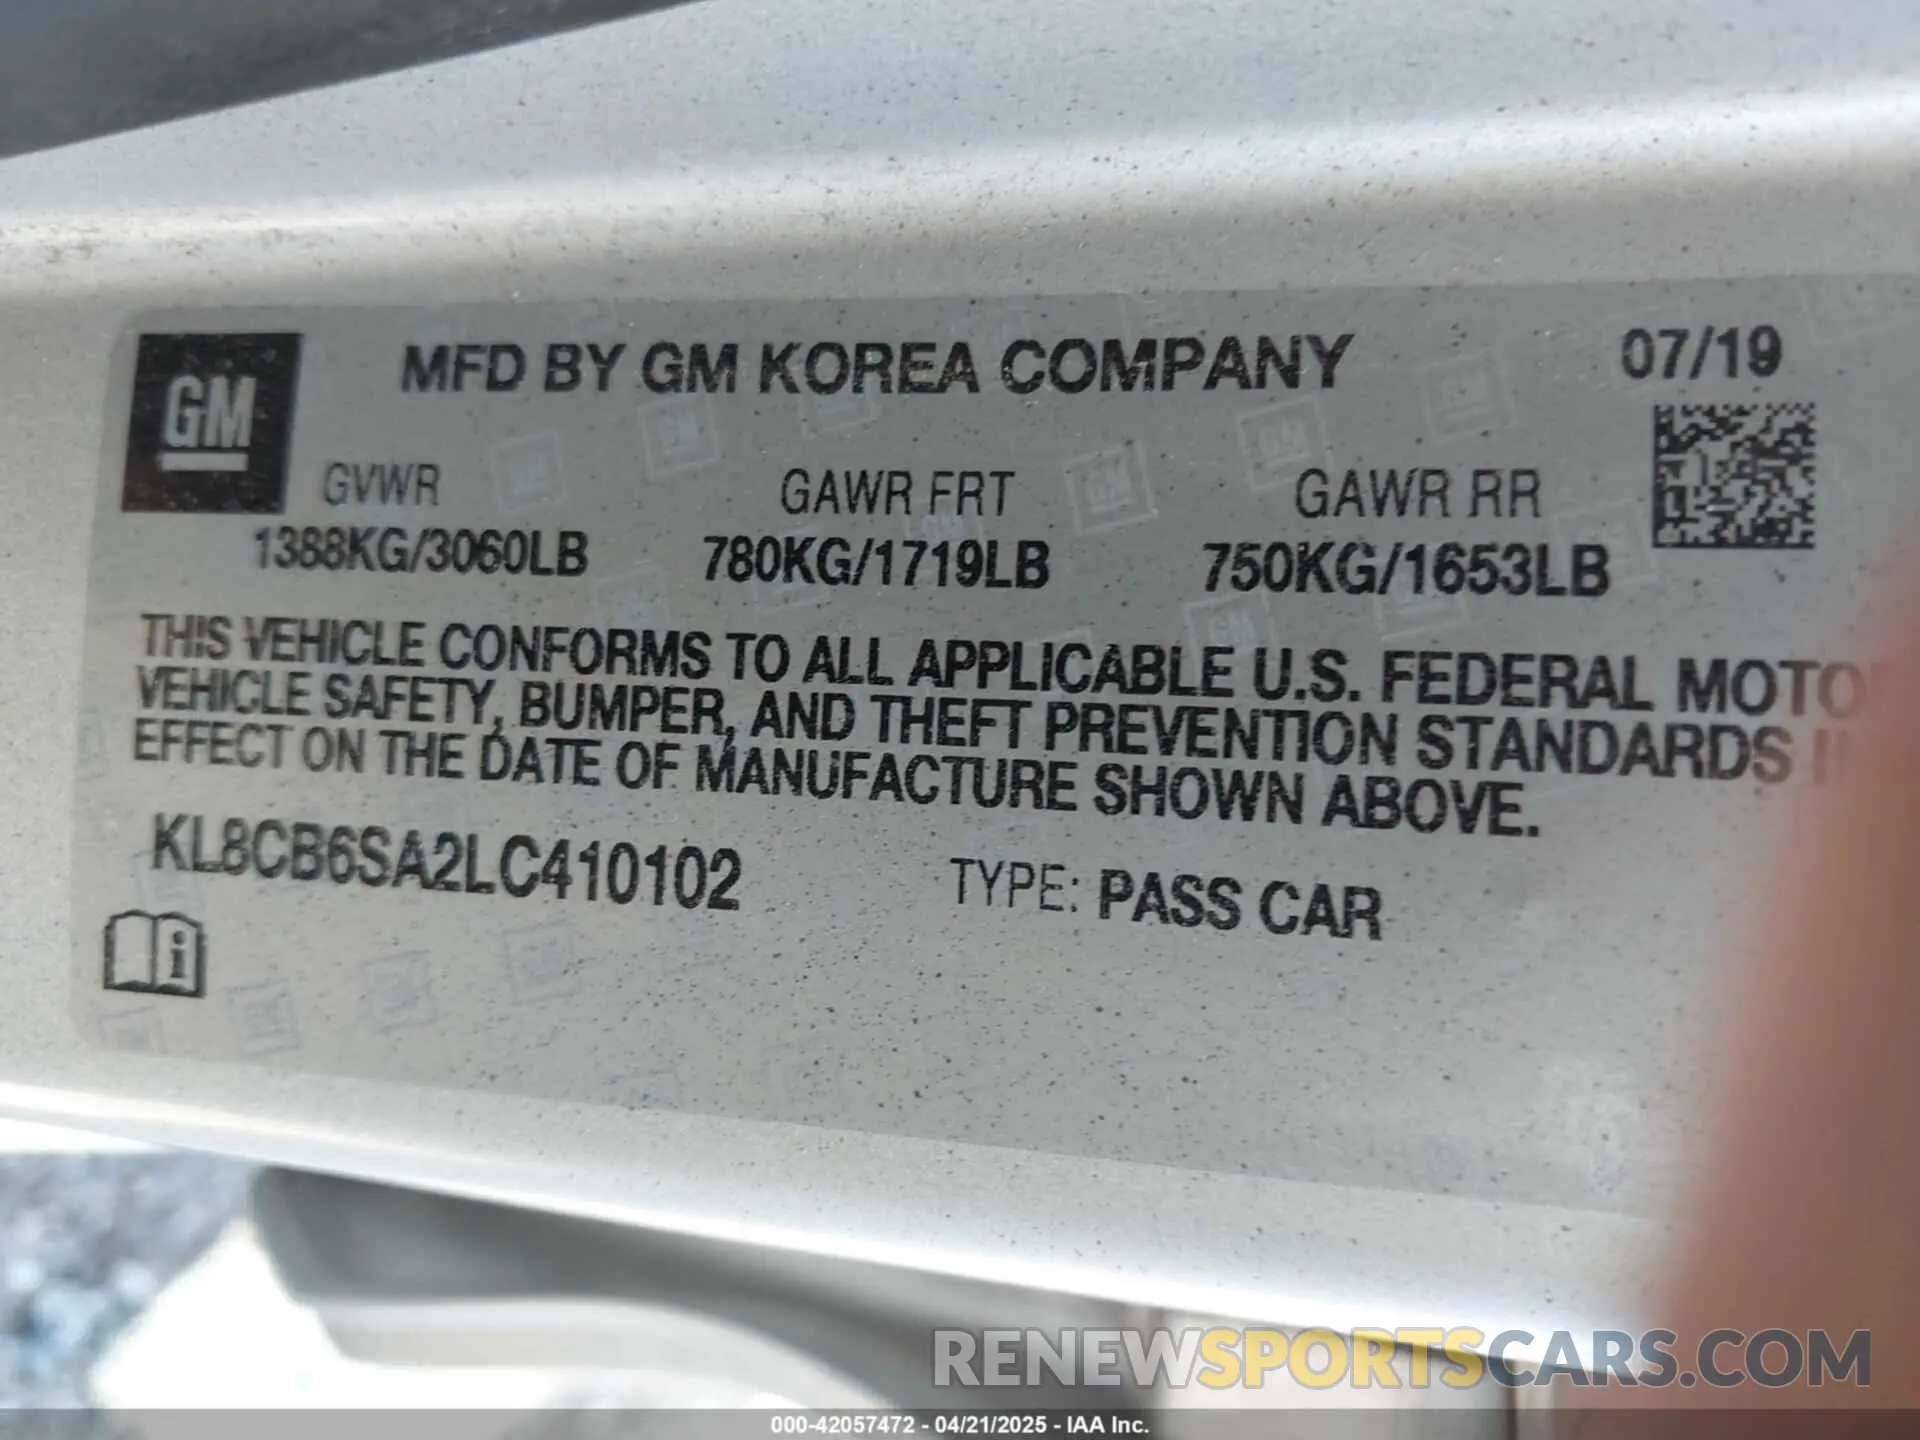 MFD BY GM KOREA COMPANY 07/19
GM
GVWR GAWR FRT GAWR RR
1388KG/3060LB 780KG/1719LB 750KG/1653LB
THIS VEHICLE CONFORMS TO ALL APPLICABLE U.S. FEDERAL MOTO
VEHICLE SAFETY, BUMPER, AND THEFT PREVENTION STANDARDS I
EFFECT ON THE DATE OF MANUFACTURE SHOWN ABOVE.
KL8CB6SA2LC410102 TYPE: PASS CAR
RENEWSPORTSCARS.COM
000-42057472 - 04/21/2025 - IAA Inc.